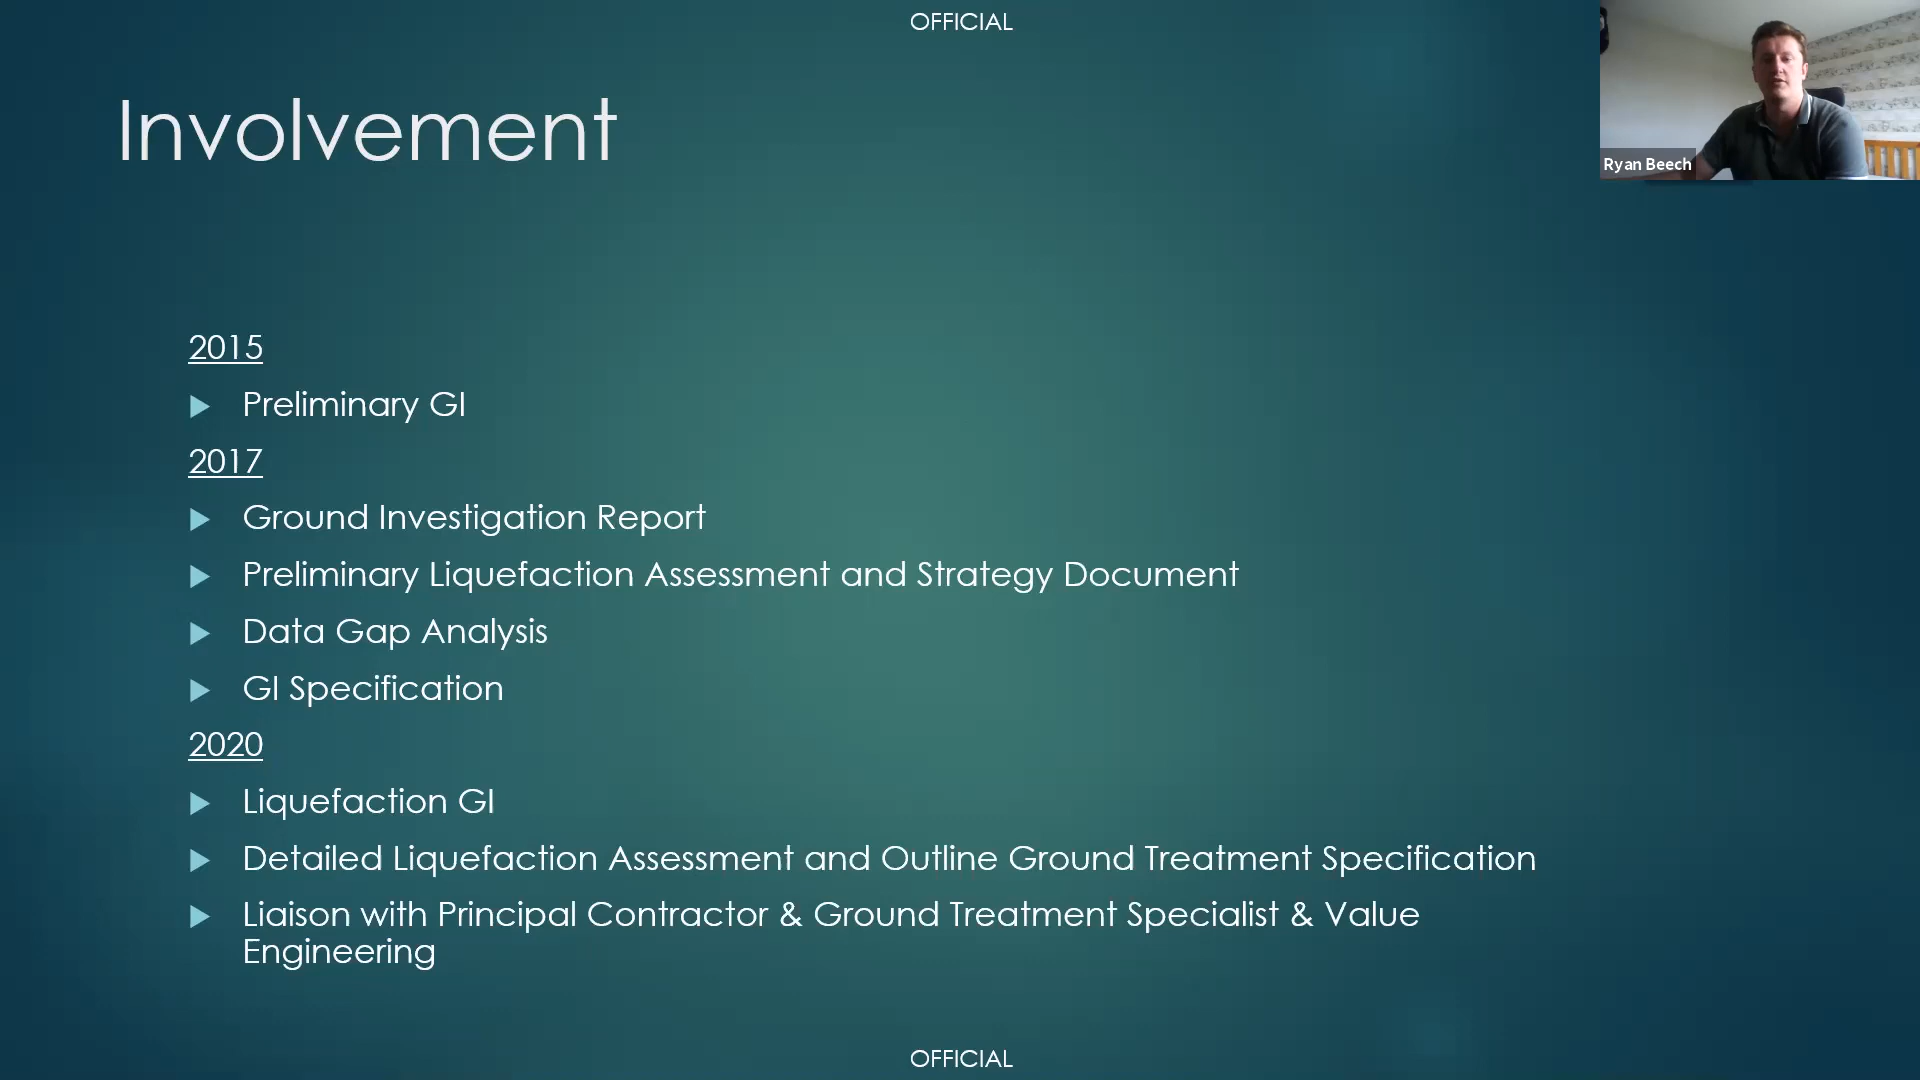 OFFICIAL
Ryan Beech
Involvement
2015
Preliminary GI
2017
Ground Investigation Report
Preliminary Liquefaction Assessment and Strategy Document
Data Gap Analysis
GI Specification
2020
Liquefaction GI
Detailed Liquefaction Assessment and Outline Ground Treatment Specification
Liaison with Principal Contractor & Ground Treatment Specialist & Value
Engineering
OFFICIAL